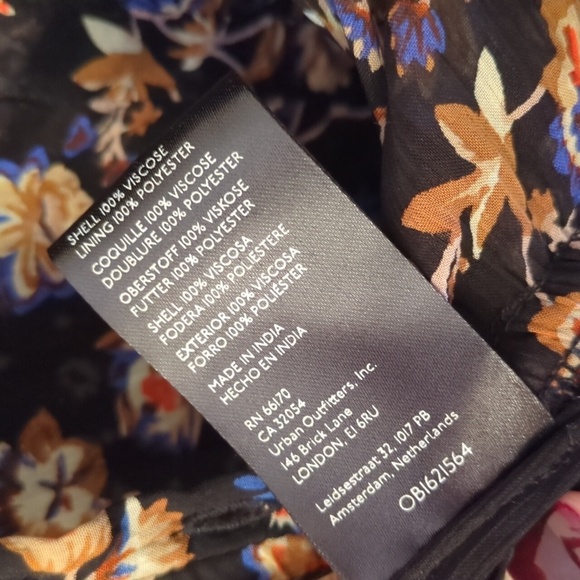 SHELL 100% VISCOSE
LINING 100% POLYESTER
COQUILLE 100% VISCOSE
DOUBLURE 100% POLYESTER
OBERSTOFF 100% VISKOSE
FUTTER 100% POLYESTER
SHELL 100% VISCOSA
FODERA 100% POLIESTERE
EXTERIOR 100% VISCOSA
FORRO 100% POLIÉSTER
MADE IN INDIA
HECHO EN INDIA
RN 66170
CA32054
Urban Outfitters, Inc.
146 Brick Lane
LONDON, E1 6RU
Leidsestraat 32, 1017 PB
Amsterdam, Netherlands
OB1621564